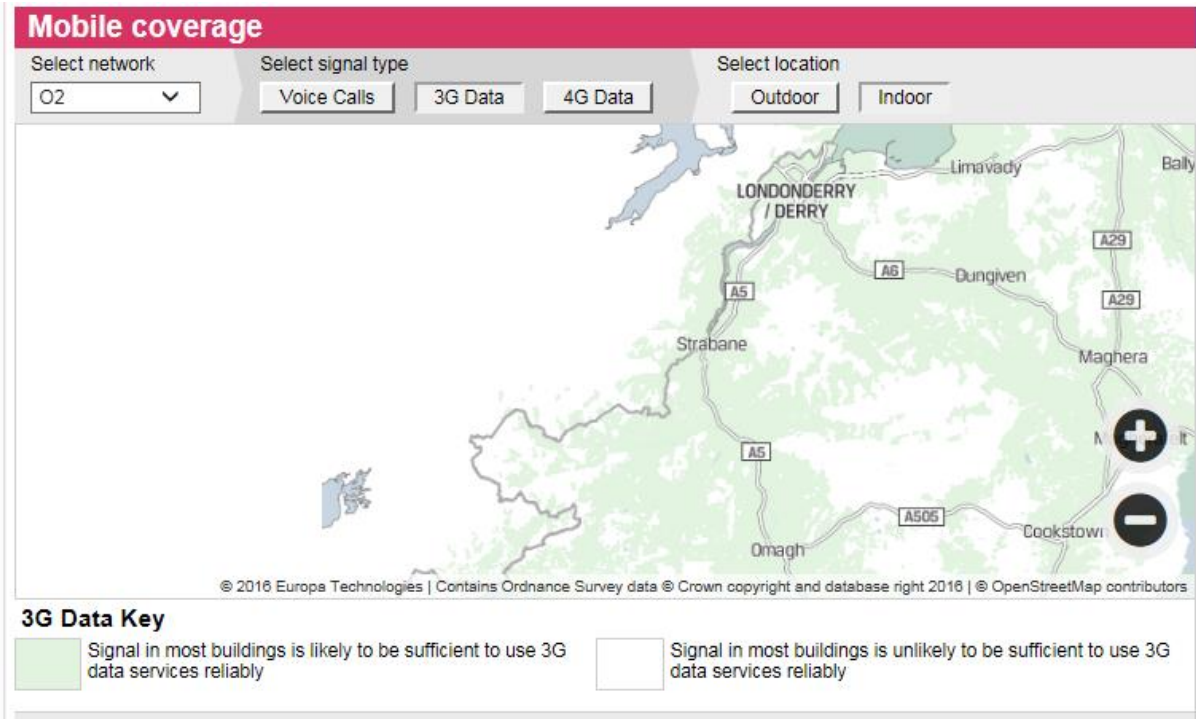 Mobile coverage
Select network
Select signal type
Select location
O2
Voice Calls
3G Data
4G Data
Outdoor
Indoor
Limavady
Bally
LONDONDERRY
/ DERRY
A29
A6
Dungiven
A5
A29
Strabane
Maghera
A5
A505
Cookstown
Omagh
© 2016 Europa Technologies | Contains Ordnance Survey data © Crown copyright and database right 2016 | © OpenStreetMap contributors
3G Data Key
Signal in most buildings is likely to be sufficient to use 3G
data services reliably
Signal in most buildings is unlikely to be sufficient to use 3G
data services reliably